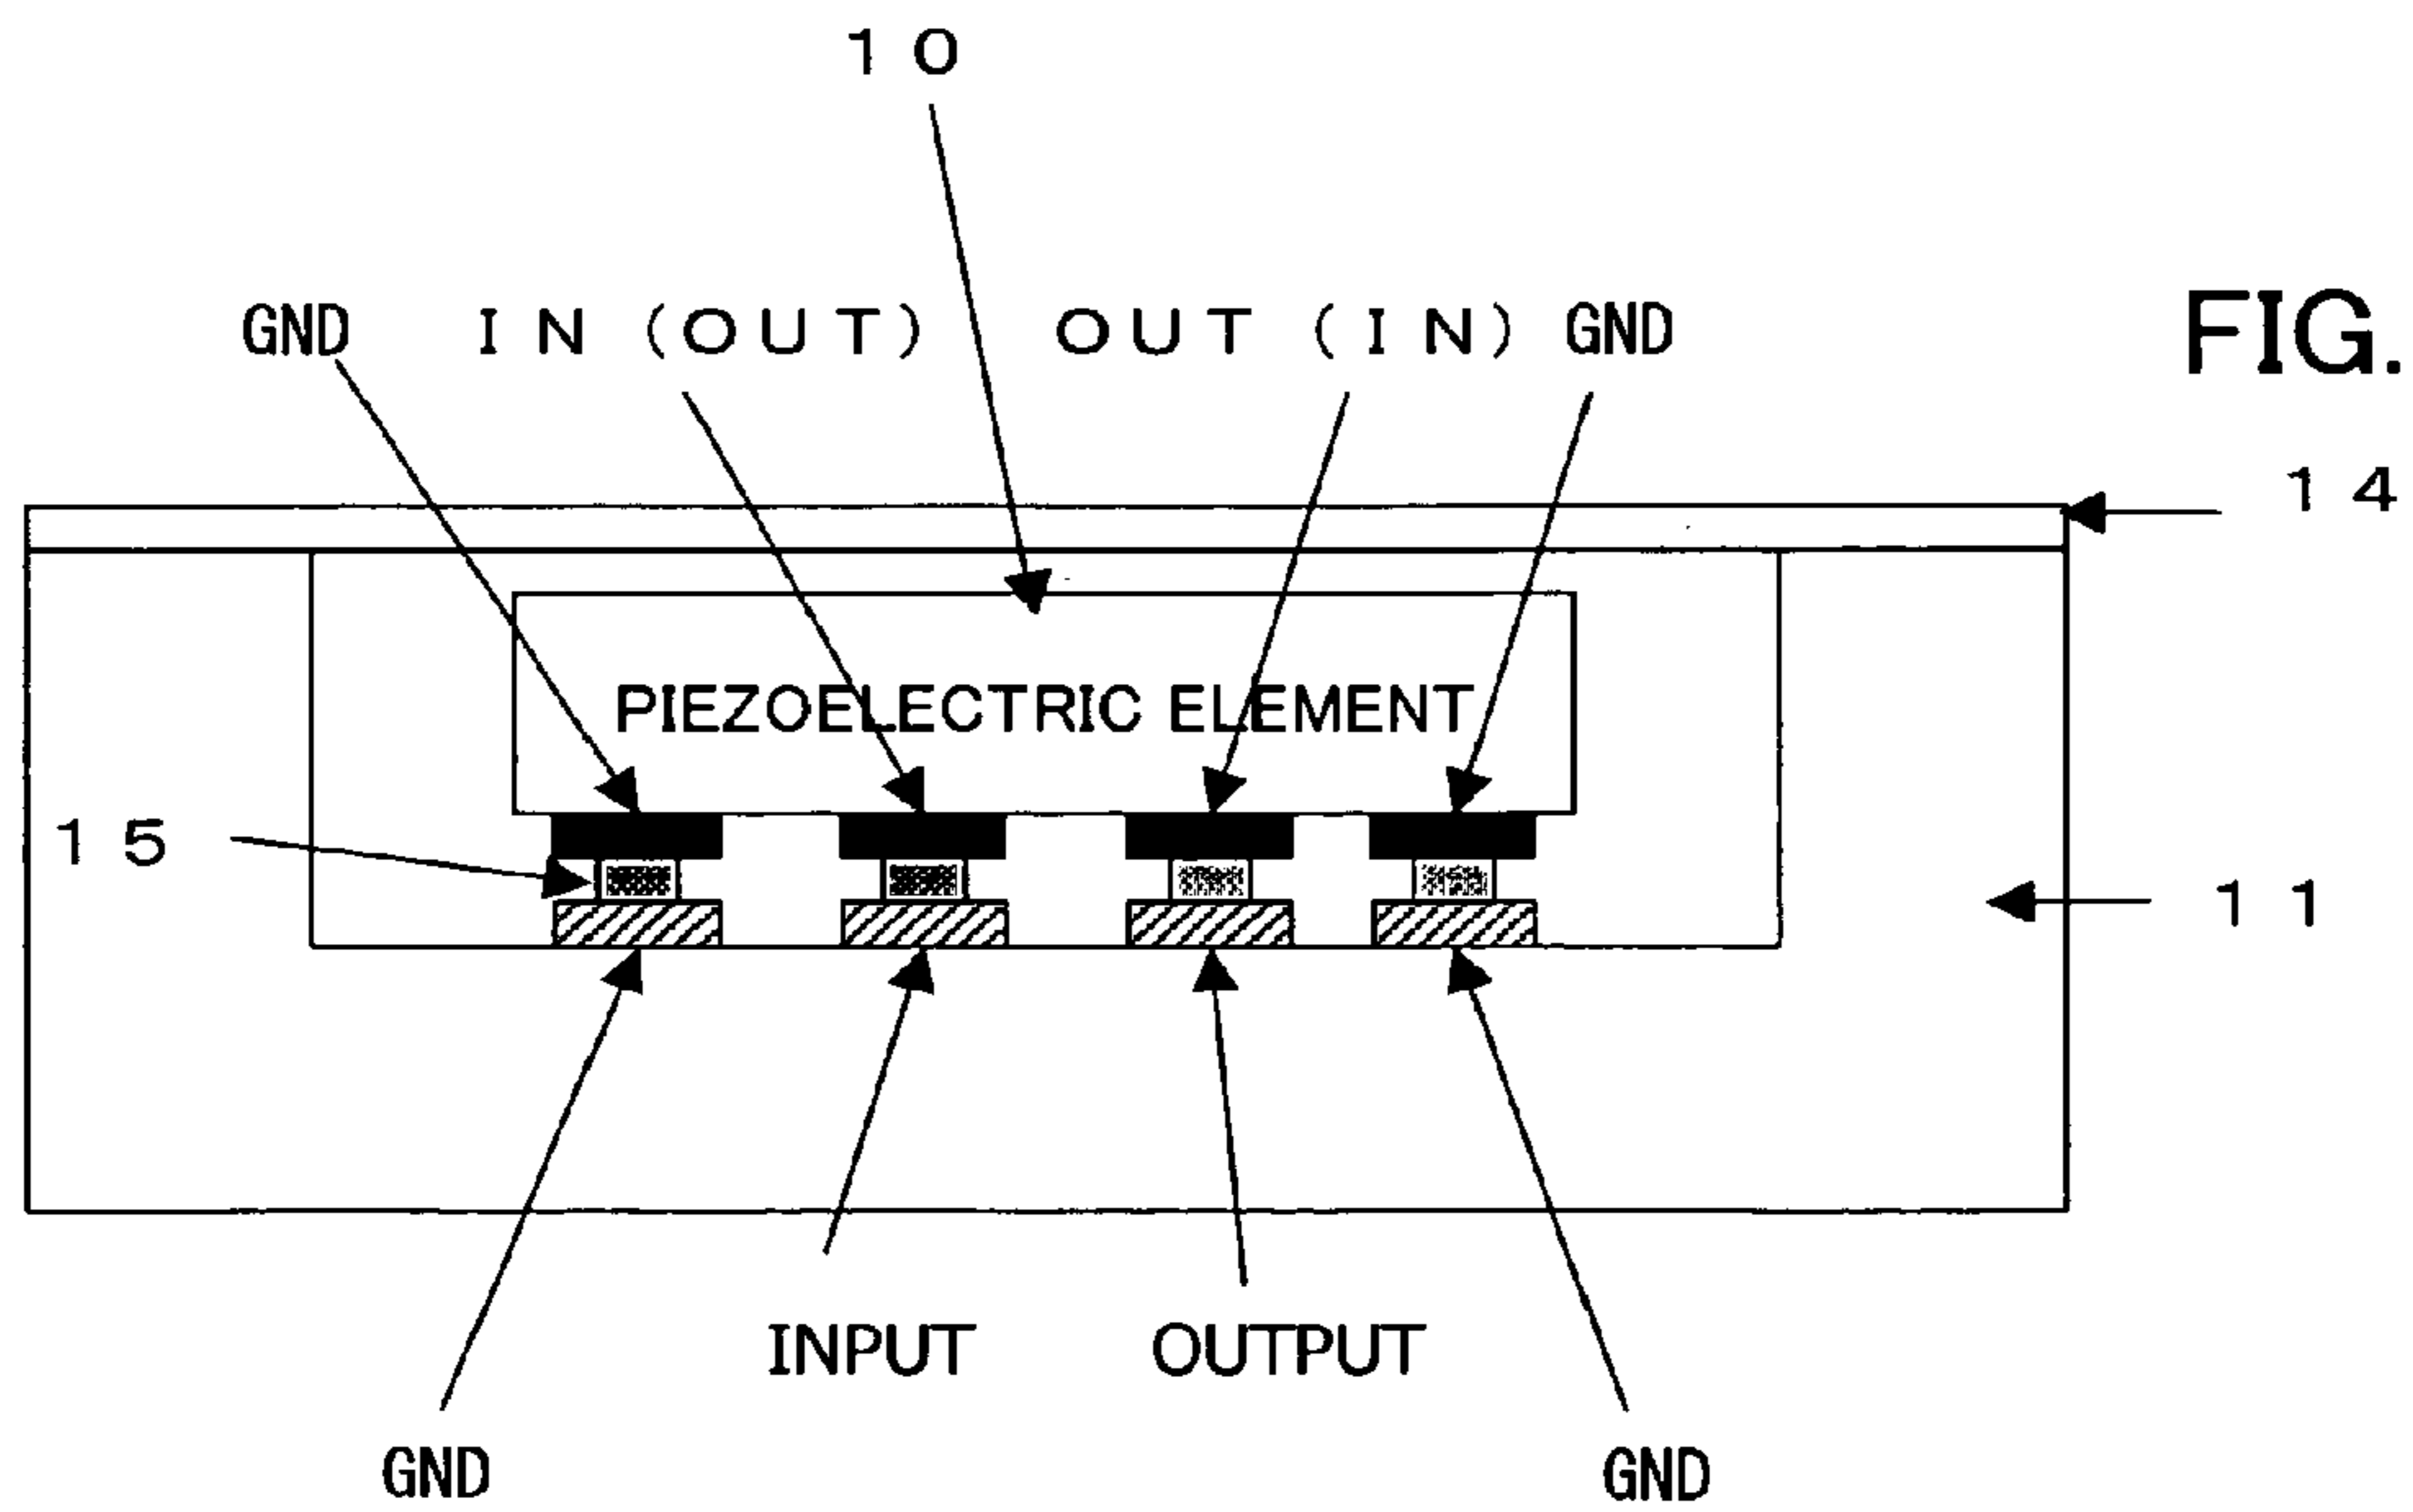 10
GND IN (OUT) OUT (IN) GND
FIG.
14
PIEZOELECTRIC ELEMENT
15
11
INPUT OUTPUT
GND GND